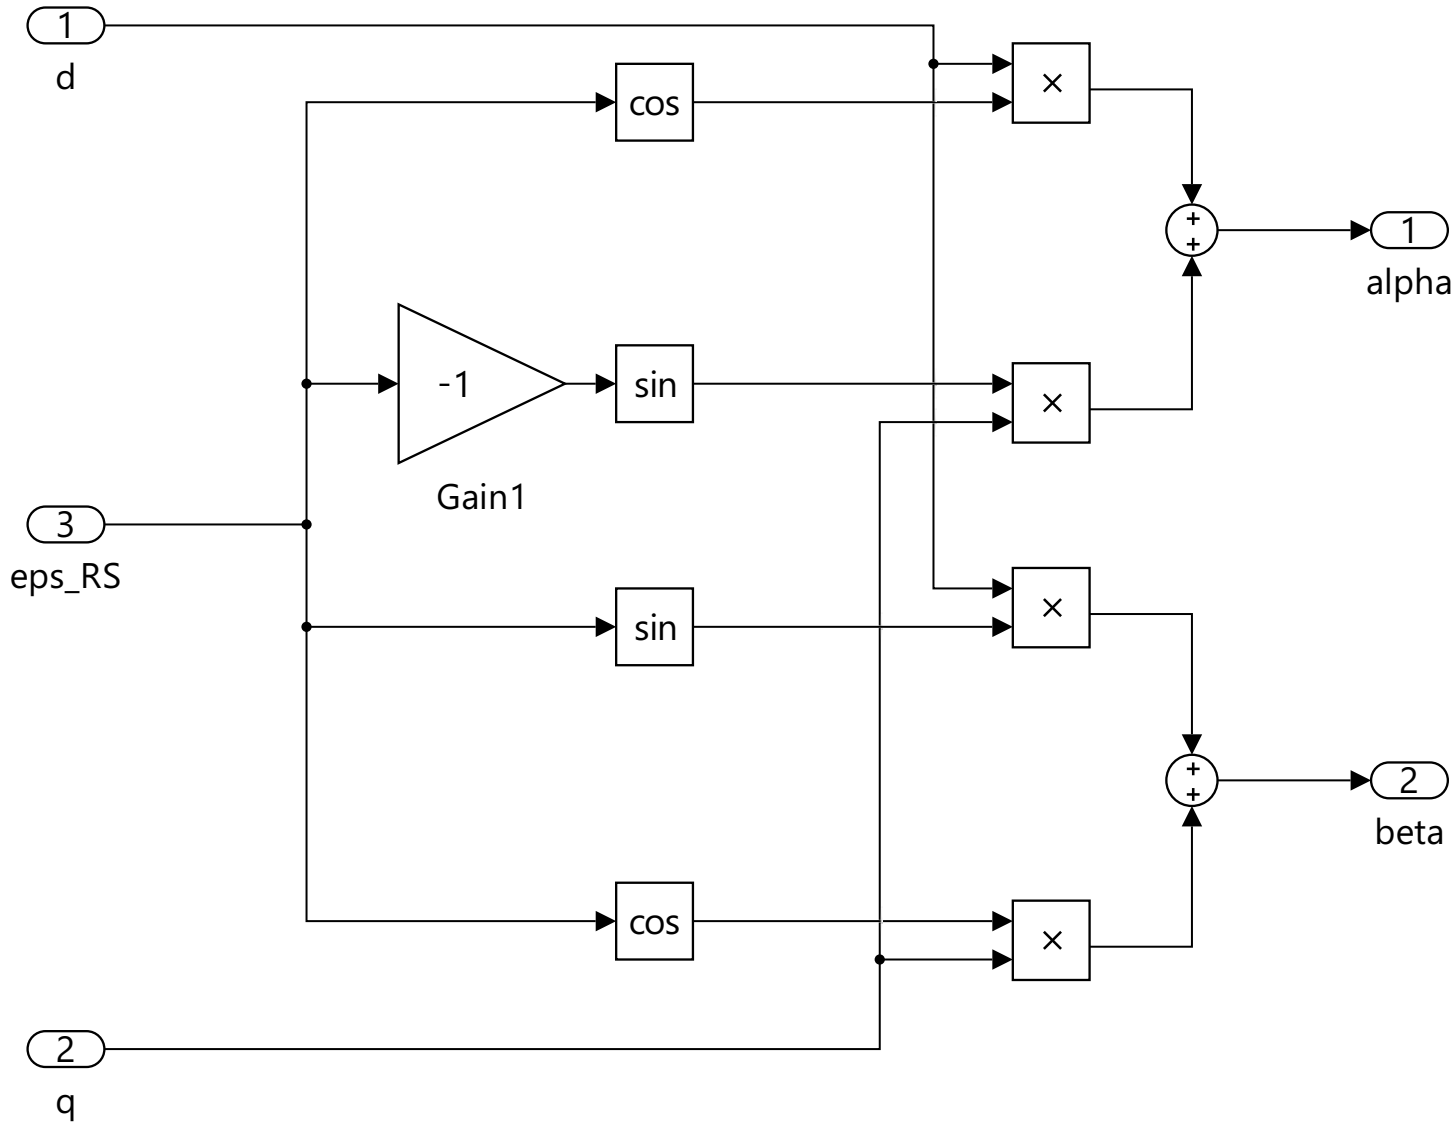 1
d
cos
×
+
+
1
alpha
-1
Gain1
sin
×
3
eps_RS
sin
×
+
+
2
beta
cos
×
2
q